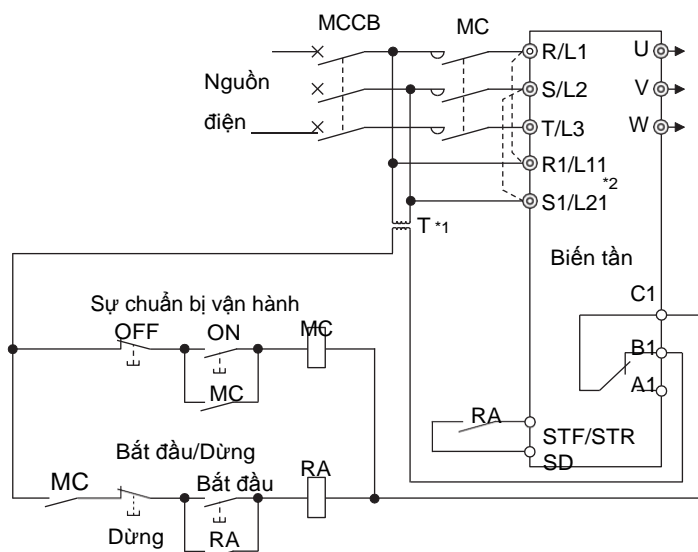 MCCB
MC
R/L1
U
Nguồn
S/L2
V
điện
T/L3
W
R1/L11
*2
S1/L21
T *1
Biến tần
Sự chuẩn bị vận hành
C1
OFF
ON
MC
B1
MC
A1
RA
STF/STR
SD
Bắt đầu/Dừng
MC
Bắt đầu
RA
Dừng
RA